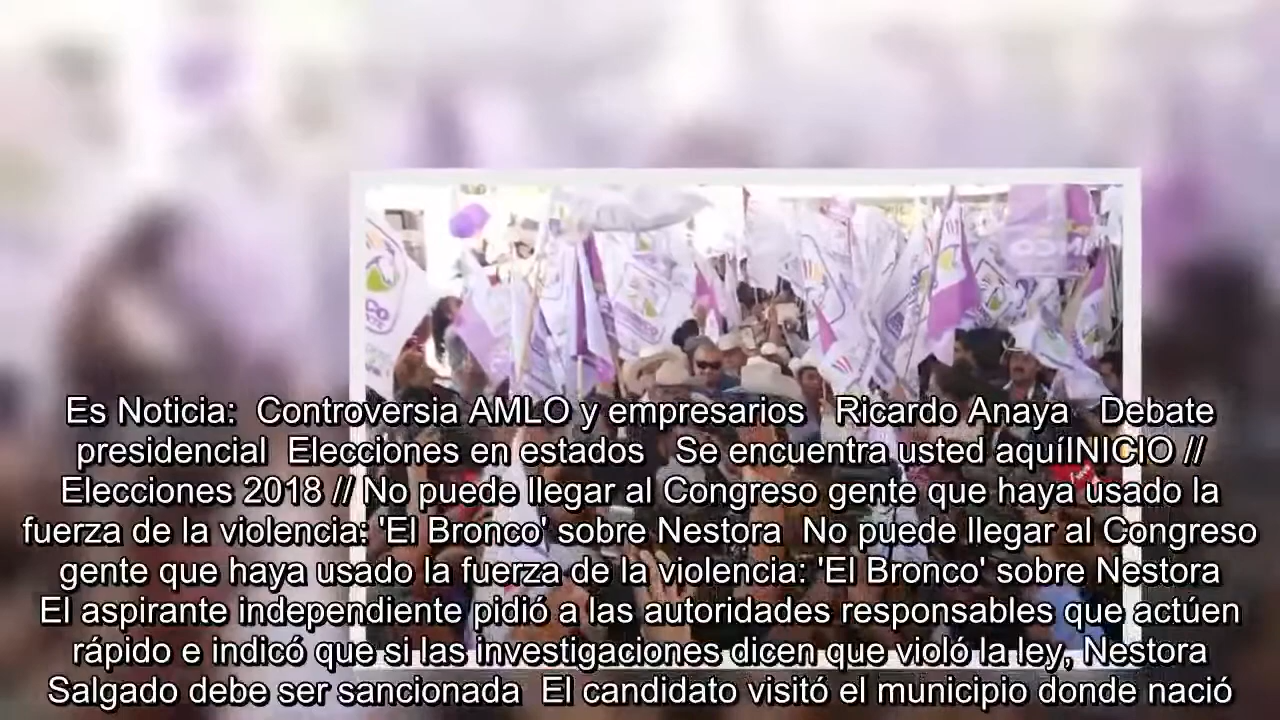 Es Noticia:  Controversia AMLO y empresarios   Ricardo Anaya   Debate
presidencial  Elecciones en estados   Se encuentra usted aquíINICIO //
Elecciones 2018 // No puede llegar al Congreso gente que haya usado la
fuerza de la violencia: 'El Bronco' sobre Nestora  No puede llegar al Congreso
gente que haya usado la fuerza de la violencia: 'El Bronco' sobre Nestora
El aspirante independiente pidió a las autoridades responsables que actúen
rápido e indicó que si las investigaciones dicen que violó la ley, Nestora
Salgado debe ser sancionada  El candidato visitó el municipio donde nació